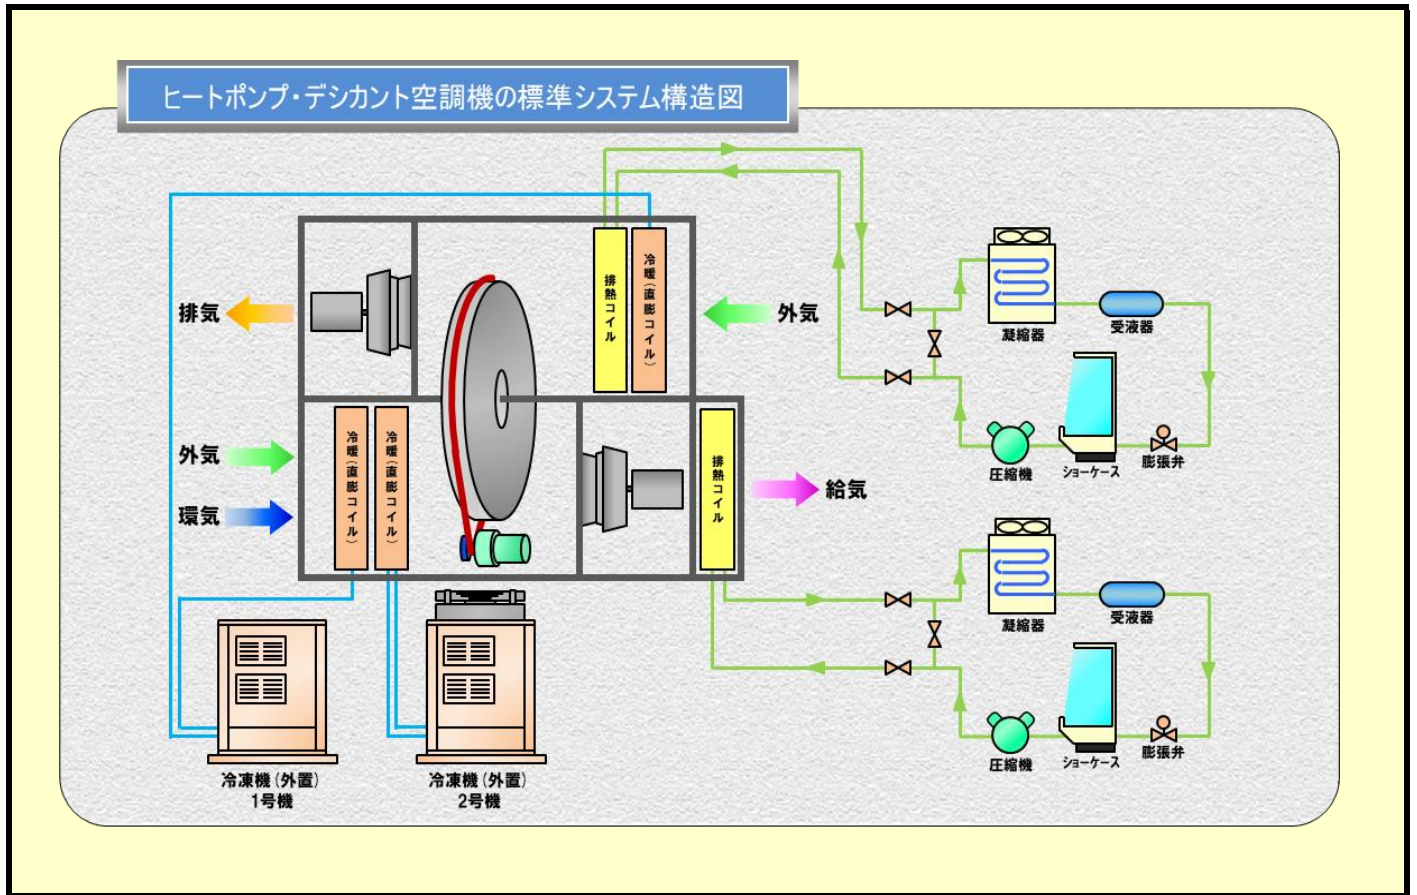 ヒートポンプ・デシカント空調機の標準システム構造図
排気
排熱コイル
冷暖(直膨コイル)
外気
凝縮器
受液器
圧縮機
ショーケース
膨張弁
外気
環気
冷暖(直膨コイル)
冷暖(直膨コイル)
排熱コイル
給気
凝縮器
受液器
圧縮機
ショーケース
膨張弁
冷凍機(外置)
1号機
冷凍機(外置)
2号機